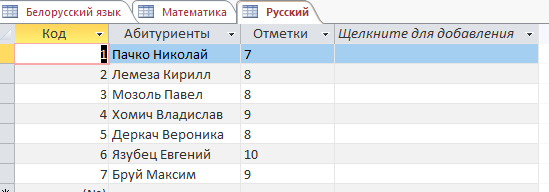 Белорусский язык Математика Русский
Код Абитуриенты Отметки Щелкните для добавления
1 Пачко Николай 7
2 Лемеза Кирилл 8
3 Мозоль Павел 8
4 Хомич Владислав 9
5 Деркач Вероника 8
6 Язубец Евгений 10
7 Бруй Максим 9